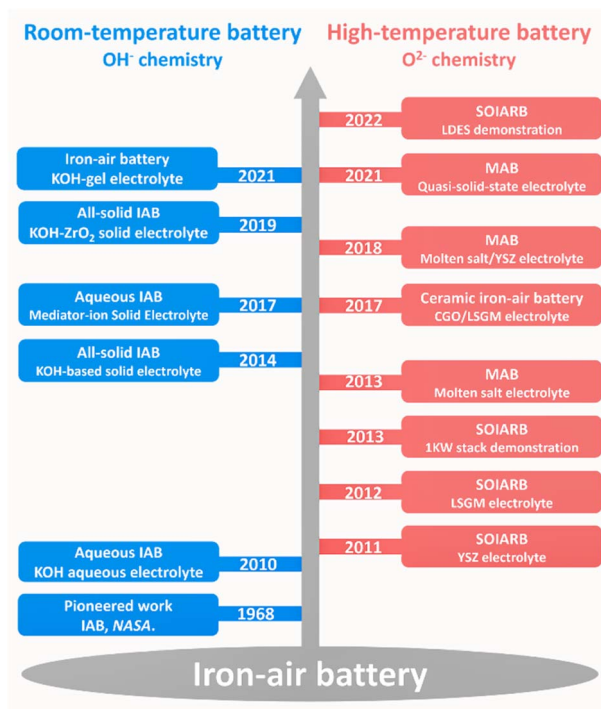 Room-temperature battery
OH⁻ chemistry
High-temperature battery
O²⁻ chemistry
2022
SOIARB
LDES demonstration
Iron-air battery
KOH-gel electrolyte
2021
2021
MAB
Quasi-solid-state electrolyte
All-solid IAB
KOH-ZrO₂ solid electrolyte
2019
2018
MAB
Molten salt/YSZ electrolyte
Aqueous IAB
Mediator-ion Solid Electrolyte
2017
2017
Ceramic iron-air battery
CGO/LSGM electrolyte
All-solid IAB
KOH-based solid electrolyte
2014
2013
MAB
Molten salt electrolyte
2013
SOIARB
1KW stack demonstration
2012
SOIARB
LSGM electrolyte
Aqueous IAB
KOH aqueous electrolyte
2010
2011
SOIARB
YSZ electrolyte
Pioneered work
IAB, NASA.
1968
Iron-air battery